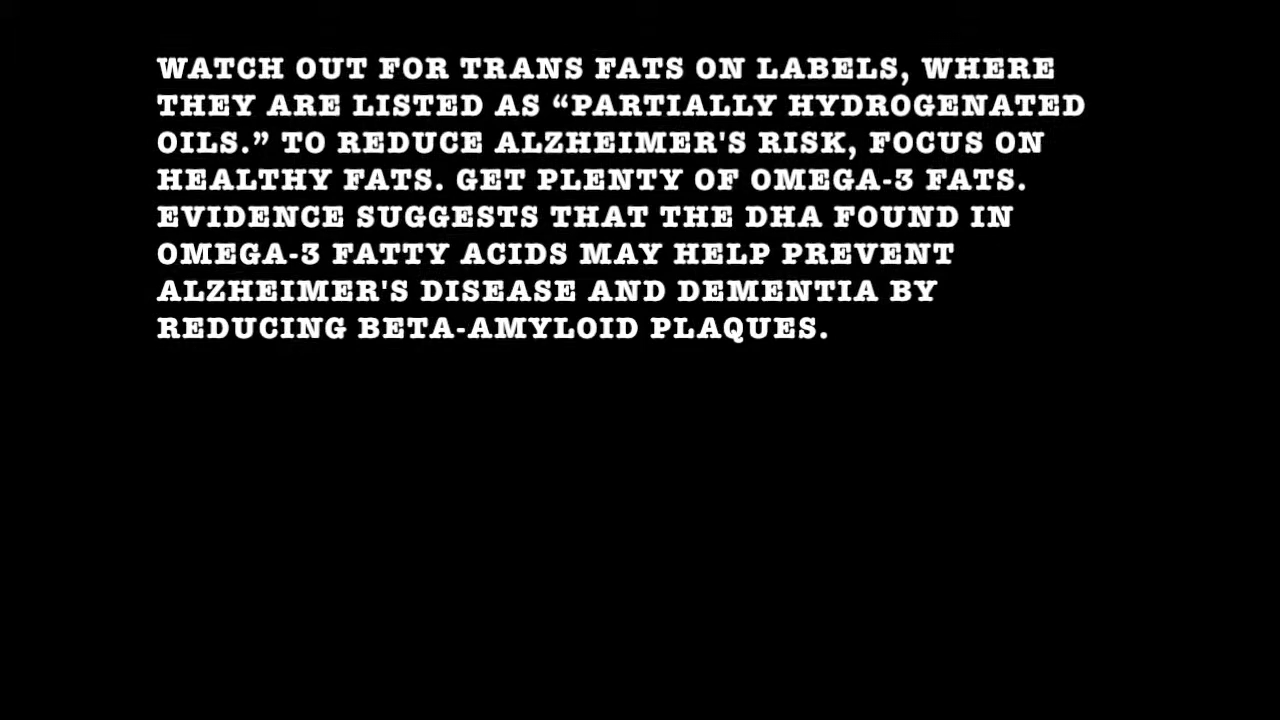 WATCH OUT FOR TRANS FATS ON LABELS, WHERE
THEY ARE LISTED AS “PARTIALLY HYDROGENATED
OILS.” TO REDUCE ALZHEIMER'S RISK, FOCUS ON
HEALTHY FATS. GET PLENTY OF OMEGA-3 FATS.
EVIDENCE SUGGESTS THAT THE DHA FOUND IN
OMEGA-3 FATTY ACIDS MAY HELP PREVENT
ALZHEIMER'S DISEASE AND DEMENTIA BY
REDUCING BETA-AMYLOID PLAQUES.